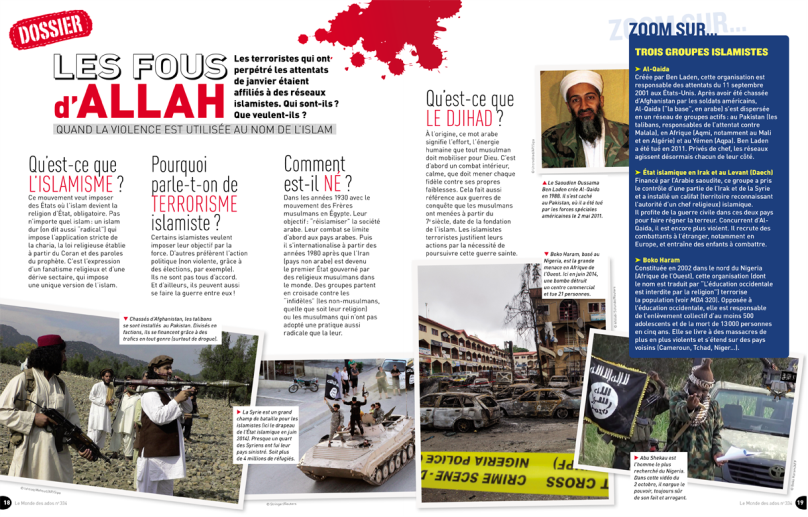 DOSSIER
LES FOUS
d'ALLAH
QUAND LA VIOLENCE EST UTILISÉE AU NOM DE L'ISLAM
Les terroristes qui ont
perpétré les attentats
de janvier étaient
affiliés à des réseaux
islamistes. Qui sont-ils ?
Que veulent-ils ?
Qu'est-ce que
L'ISLAMISME ?
Ce mouvement veut imposer
des États où l'Islam devient la
religion d'État, obligatoire. Pas
n'importe quel islam : un islam
dur (on dit aussi "radical") qui
impose l'application stricte de
la charia, la loi religieuse établie
à partir du Coran et des paroles
du prophète. C'est l'expression
d'un fanatisme religieux et d'une
dérive sectaire, qui impose
une unique version de l'islam.
Pourquoi
parle-t-on de
TERRORISME
islamiste ?
Certains islamistes veulent
imposer leur objectif par la
force. D'autres préfèrent l'action
politique (non violente, grâce à
des élections, par exemple).
Ils ne sont pas tous d'accord.
Et d'ailleurs, ils peuvent aussi
se faire la guerre entre eux !
Comment
est-il NÉ ?
Dans les années 1930 avec le
mouvement des Frères
musulmans en Égypte. Leur
objectif : "réislamiser" la société
arabe. Leur combat se limite
d'abord aux pays arabes. Puis
il s'internationalise à partir des
années 1980 après que l'Iran
(pays non arabe) est devenu
le premier État gouverné par
des religieux musulmans dans
le monde. Des groupes partent
en croisade contre les
"infidèles" (les non-musulmans,
quelle que soit leur religion)
ou les musulmans qui n'ont pas
adopté une pratique aussi
radicale que la leur.
Qu'est-ce que
LE DJIHAD ?
À l'origine, ce mot arabe
signifie l'effort, l'énergie
humaine que tout musulman
doit mobiliser pour Dieu. C'est
d'abord un combat intérieur,
calme, que doit mener chaque
fidèle contre ses propres
faiblesses. Cela fait aussi
référence aux guerres de
conquête que les musulmans
ont menées à partir du
7e siècle, date de la fondation
de l'islam. Les islamistes
terroristes justifient leurs
actions par la nécessité de
poursuivre cette guerre sainte.
▲ Le Saoudien Oussama
Ben Laden crée Al-Qaida
en 1988. Il s'est caché
au Pakistan, où il a été tué
par les forces spéciales
américaines le 2 mai 2011.
▼ Boko Haram, basé au
Nigeria, est la grande
menace en Afrique de
l'Ouest. Ici en juin 2014,
une bombe détruit
un centre commercial
et tue 21 personnes.
ZOOM SUR...
ZOOM SUR...
TROIS GROUPES ISLAMISTES
➤ Al-Qaida
Créée par Ben Laden, cette organisation est
responsable des attentats du 11 septembre
2001 aux États-Unis. Après avoir été chassée
d'Afghanistan par les soldats américains,
Al-Qaida ("la base", en arabe) s'est dispersée
en un réseau de groupes actifs : au Pakistan (les
talibans, responsables de l'attentat contre
Malala), en Afrique (Aqmi, notamment au Mali
et en Algérie) et au Yémen (Aqpa). Ben Laden
a été tué en 2011. Privés de chef, les réseaux
agissent désormais chacun de leur côté.
➤ État islamique en Irak et au Levant (Daech)
Financé par l'Arabie saoudite, ce groupe a pris
le contrôle d'une partie de l'Irak et de la Syrie
et a installé un califat (territoire reconnaissant
l'autorité d'un chef religieux) islamique.
Il profite de la guerre civile dans ces deux pays
pour faire régner la terreur. Concurrent d'Al-
Qaida, il est encore plus violent. Il recrute des
combattants à l'étranger, notamment en
Europe, et entraîne des enfants à combattre.
➤ Boko Haram
Constituée en 2002 dans le nord du Nigeria
(Afrique de l'Ouest), cette organisation (dont
le nom est traduit par "L'éducation occidentale
est interdite par la religion") terrorise
la population (voir MDA 320). Opposée à
l'éducation occidentale, elle est responsable
de l'enlèvement collectif d'au moins 500
adolescents et de la mort de 13 000 personnes
en cinq ans. Elle se livre à des massacres de
plus en plus violents et s'étend sur des pays
voisins (Cameroun, Tchad, Niger...).
▼ Chassés d'Afghanistan, les talibans
se sont installés au Pakistan. Divisés en
factions, ils se financent grâce à des
trafics en tout genre (surtout de drogue).
▶ La Syrie est un grand
champ de bataille pour les
islamistes (ici le drapeau
de l'État islamique en juin
2014). Presque un quart
des Syriens ont fui leur
pays sinistré. Soit plus
de 4 millions de réfugiés.
NIGERIA POLICE
CRIME SCENE - D
T CROSS
▶ Abu Shekau est
l'homme le plus
recherché du Nigeria.
Dans cette vidéo du
2 octobre, il nargue le
pouvoir, toujours sûr
de son fait et arrogant.
18 Le Monde des ados n° 336
Le Monde des ados n° 336 19